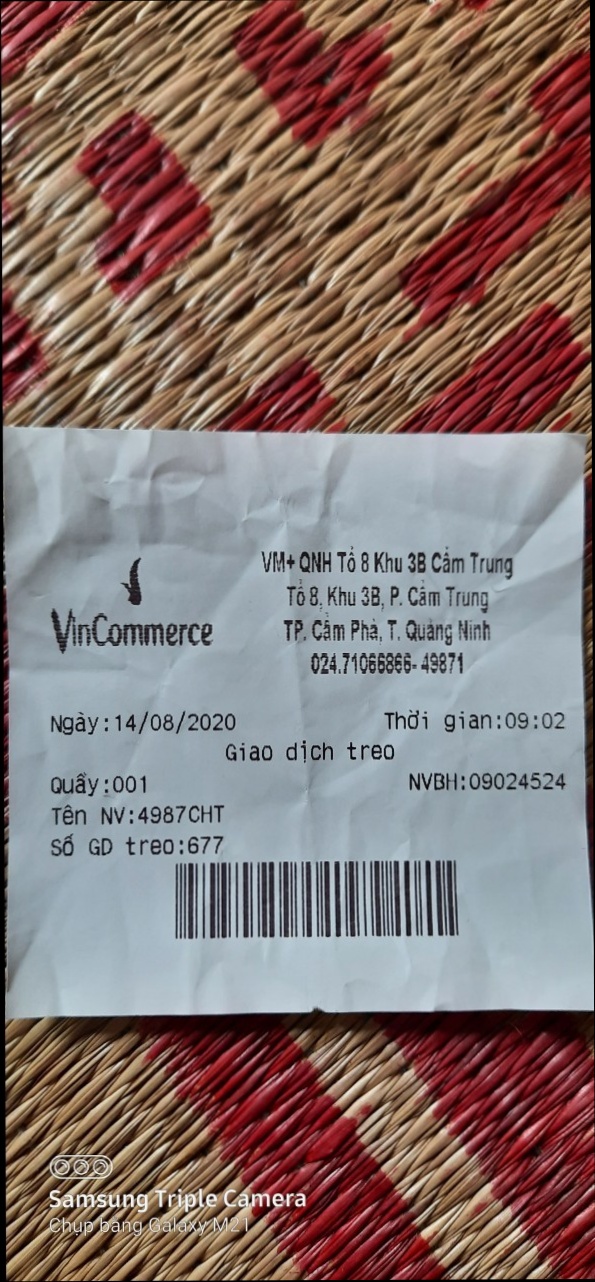 VinCommerce
VM+ QNH Tổ 8 Khu 3B Cẩm Trung
Tổ 8, Khu 3B, P. Cẩm Trung
TP. Cẩm Phả, T. Quảng Ninh
024.71066866- 49871
Ngày:14/08/2020 Thời gian:09:02
Giao dịch treo
Quầy:001 NVBH:09024524
Tên NV:4987CHT
Số GD treo:677
Samsung Triple Camera
Chụp bằng Galaxy M21